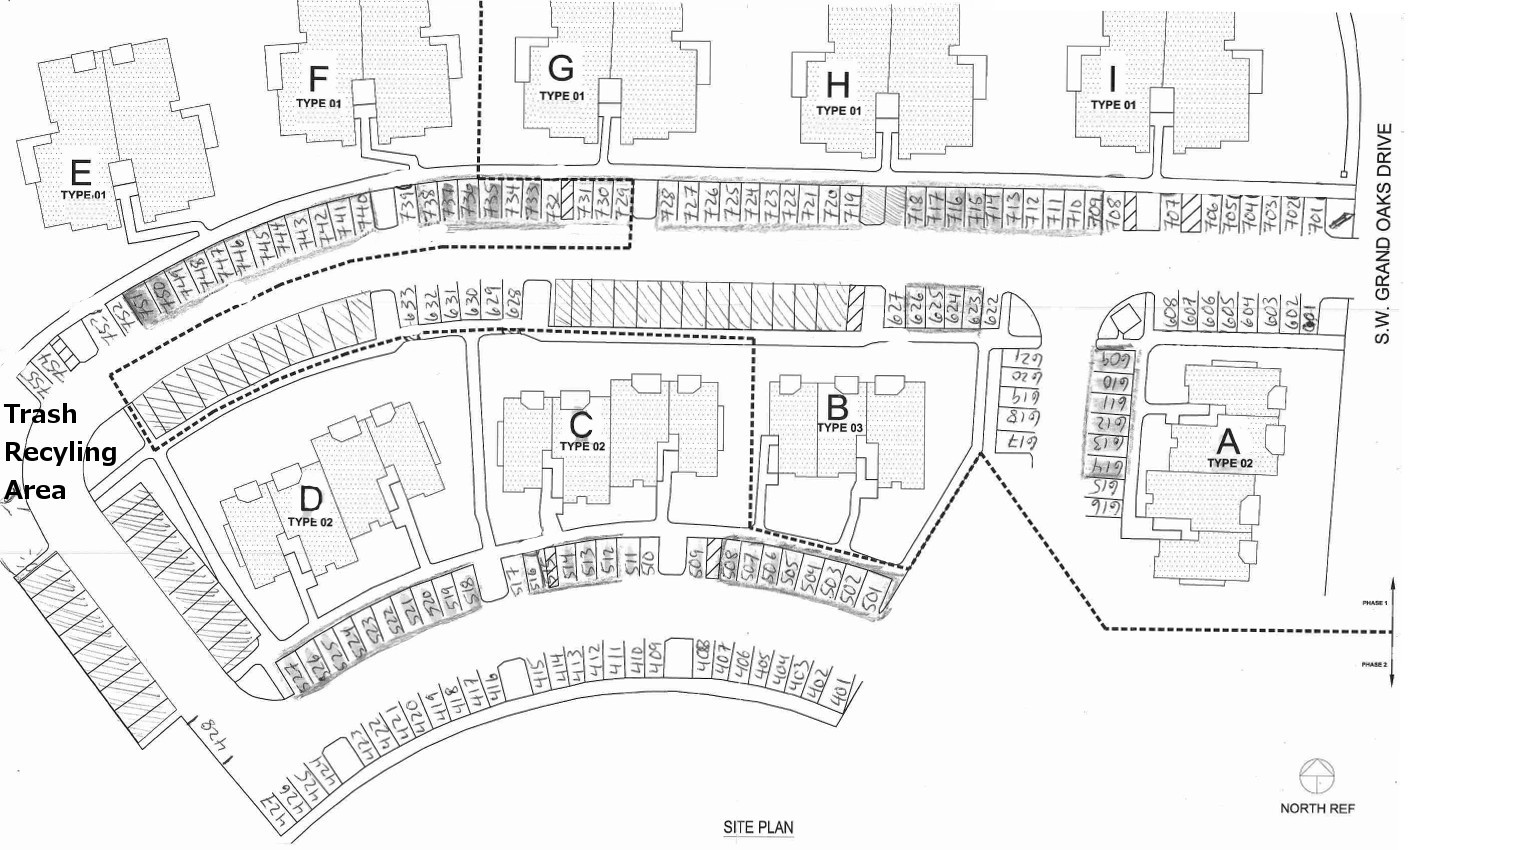 F
TYPE 01
G
TYPE 01
H
TYPE 01
I
TYPE 01
E
TYPE 01
S.W. GRAND OAKS DRIVE
755 754 753 752 751 750 749 748 747 746 745 744 743 742 741 740 739 738 737 736 735 734 733 732 731 730 729 728 727 726 725 724 723 722 721 720 719 718 717 716 715 714 713 712 711 710 709 708 707 706 705 704 703 702 701
633 632 631 630 629 628 627 626 625 624 623 622 608 607 606 605 604 603 602 601
621
620
619
618
617
609
610
611
612
613
614
615
616
Trash
Recyling
Area
D
TYPE 02
C
TYPE 02
B
TYPE 03
A
TYPE 02
527 526 525 524 523 522 521 520 519 518 517 516 514 513 512 511 510 509 508 507 506 505 504 503 502 501
428 427 426 425 424 423 422 421 420 419 418 417 416 415 414 413 412 411 410 409 408 407 406 405 404 403 402 401
PHASE 1
PHASE 2
NORTH REF
SITE PLAN